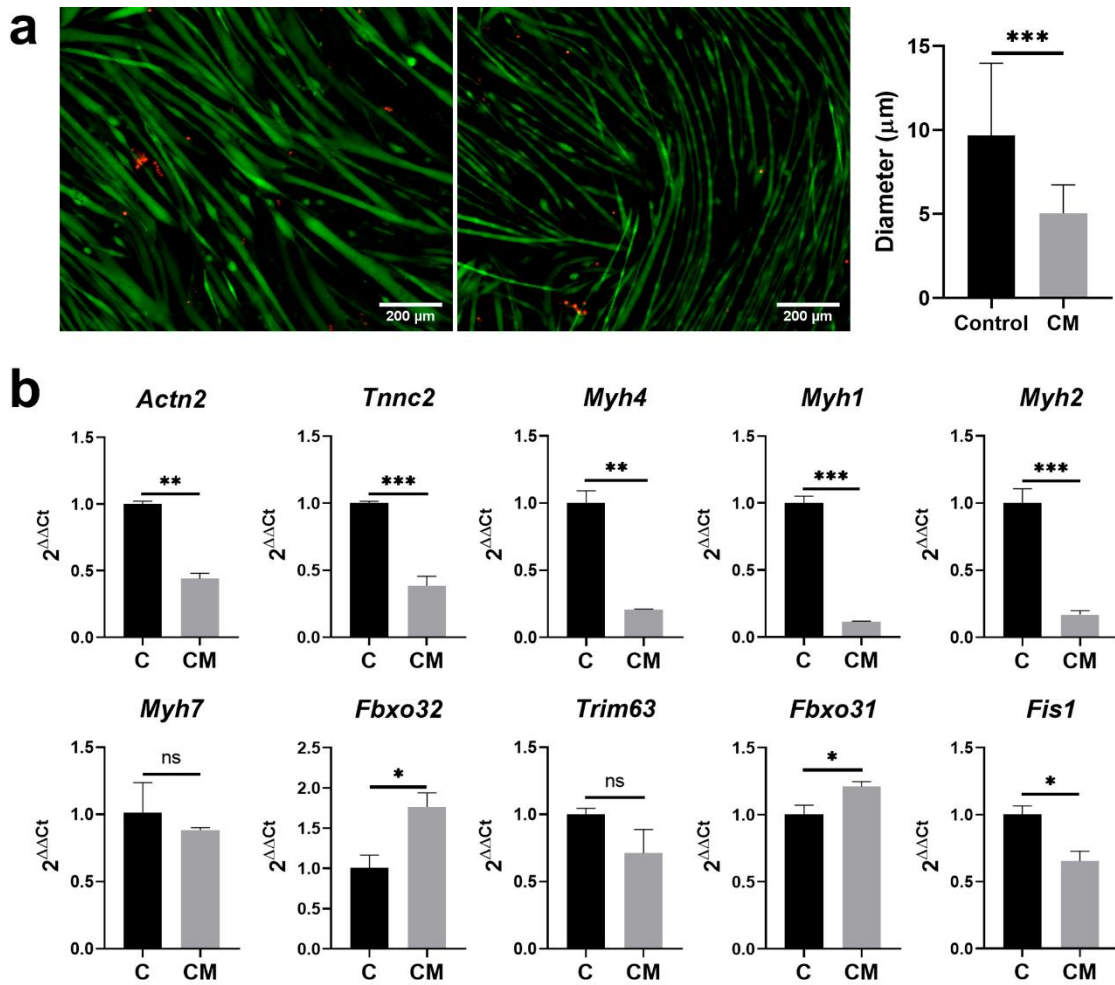 a
200 µm
200 µm
***
15
10
5
0
Diameter (µm)
Control
CM
b
Actn2
1.5
1.0
0.5
0.0
2^ΔΔCt
**
C CM
Tnnc2
1.5
1.0
0.5
0.0
2^ΔΔCt
***
C CM
Myh4
1.5
1.0
0.5
0.0
2^ΔΔCt
**
C CM
Myh1
1.5
1.0
0.5
0.0
2^ΔΔCt
***
C CM
Myh2
1.5
1.0
0.5
0.0
2^ΔΔCt
***
C CM
Myh7
1.5
1.0
0.5
0.0
2^ΔΔCt
ns
C CM
Fbxo32
2.5
2.0
1.5
1.0
0.5
0.0
2^ΔΔCt
*
C CM
Trim63
1.5
1.0
0.5
0.0
2^ΔΔCt
ns
C CM
Fbxo31
1.5
1.0
0.5
0.0
2^ΔΔCt
*
C CM
Fis1
1.5
1.0
0.5
0.0
2^ΔΔCt
*
C CM